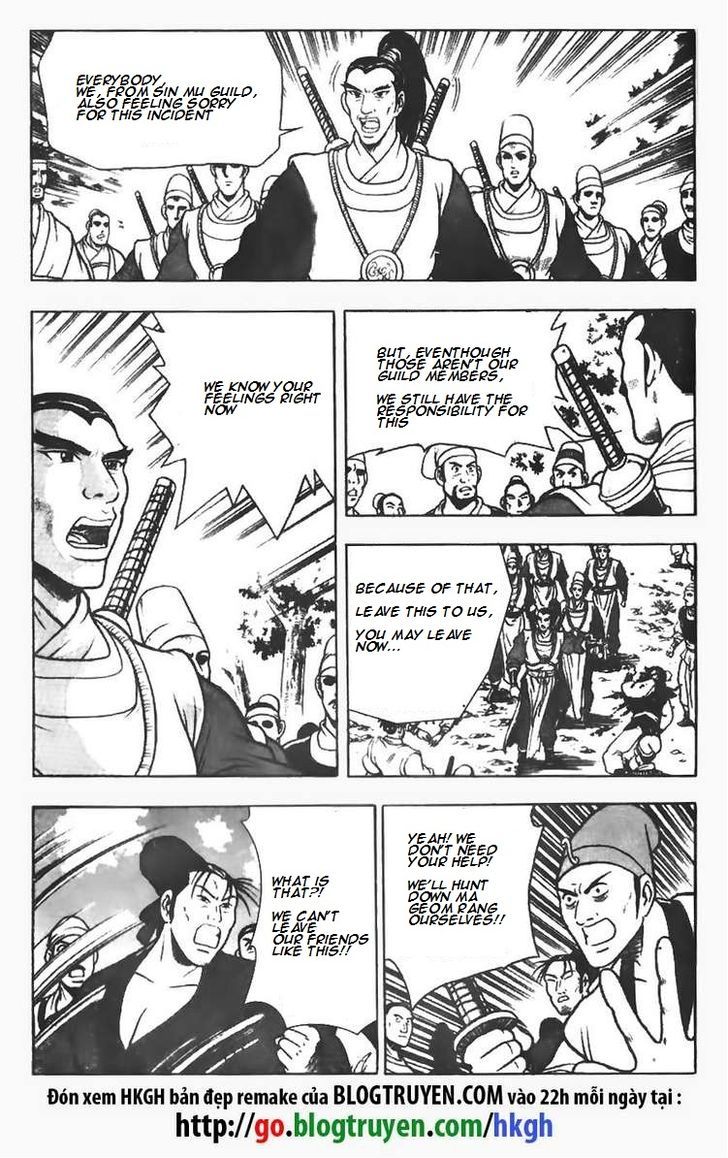 EVERYBODY,
WE, FROM SIN MU GUILD,
ALSO FEELING SORRY
FOR THIS INCIDENT
WE KNOW YOUR
FEELINGS RIGHT
NOW
BUT, EVENTHOUGH
THOSE AREN'T OUR
GUILD MEMBERS,
WE STILL HAVE THE
RESPONSIBILITY FOR
THIS
BECAUSE OF THAT,
LEAVE THIS TO US,
YOU MAY LEAVE
NOW...
WHAT IS
THAT?!
WE CAN'T
LEAVE
OUR FRIENDS
LIKE THIS!!
YEAH! WE
DON'T NEED
YOUR HELP!
WE'LL HUNT
DOWN MA
GEOM RANG
OURSELVES!!
Đón xem HKGH bản đẹp remake của BLOGTRUYEN.COM vào 22h mỗi ngày tại :
http://go.blogtruyen.com/hkgh